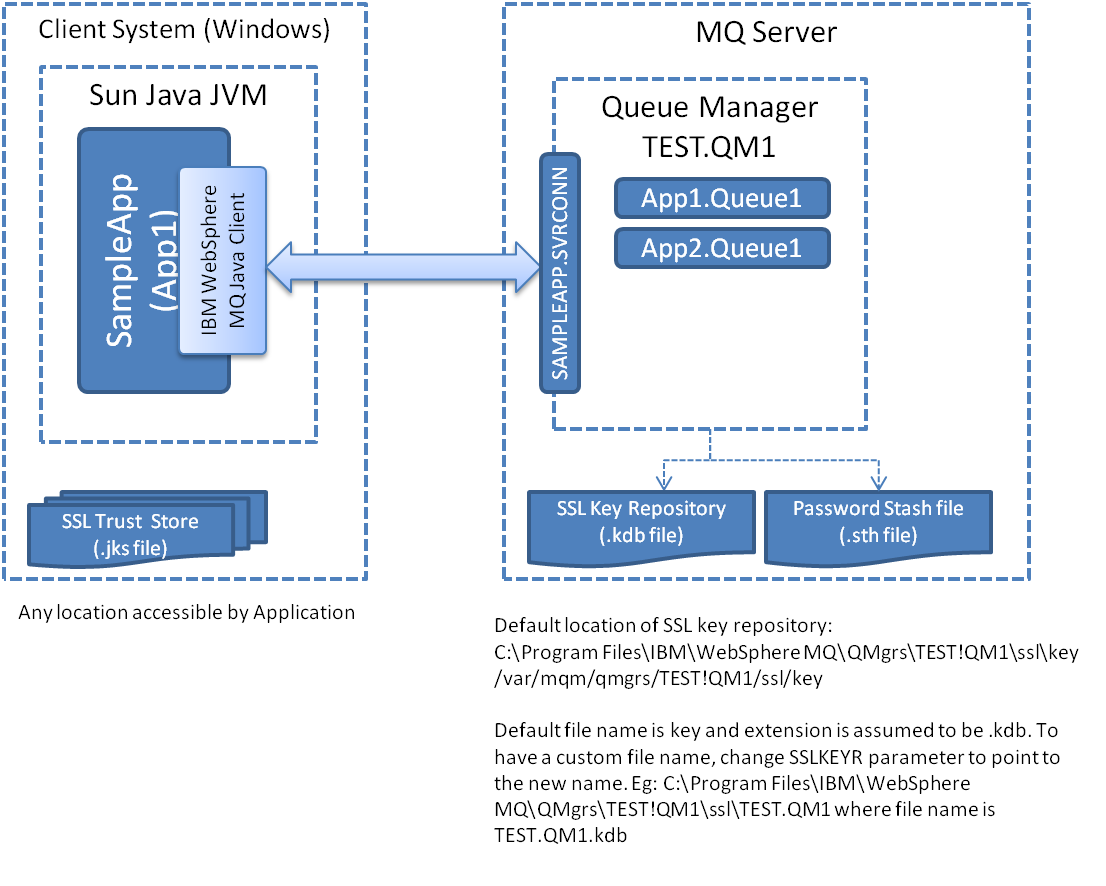 Client System (Windows)
Sun Java JVM
SampleApp
(App1)
IBM WebSphere
MQ Java Client
SSL Trust Store
(.jks file)
Any location accessible by Application
MQ Server
Queue Manager
TEST.QM1
App1.Queue1
App2.Queue1
SAMPLEAPP.SVRCONN
SSL Key Repository
(.kdb file)
Password Stash file
(.sth file)
Default location of SSL key repository:
C:\Program Files\IBM\WebSphere MQ\QMgrs\TEST!QM1\ssl\key
/var/mqm/qmgrs/TEST!QM1/ssl/key
Default file name is key and extension is assumed to be .kdb. To
have a custom file name, change SSLKEYR parameter to point to
the new name. Eg: C:\Program Files\IBM\WebSphere
MQ\QMgrs\TEST!QM1\ssl\TEST.QM1 where file name is
TEST.QM1.kdb